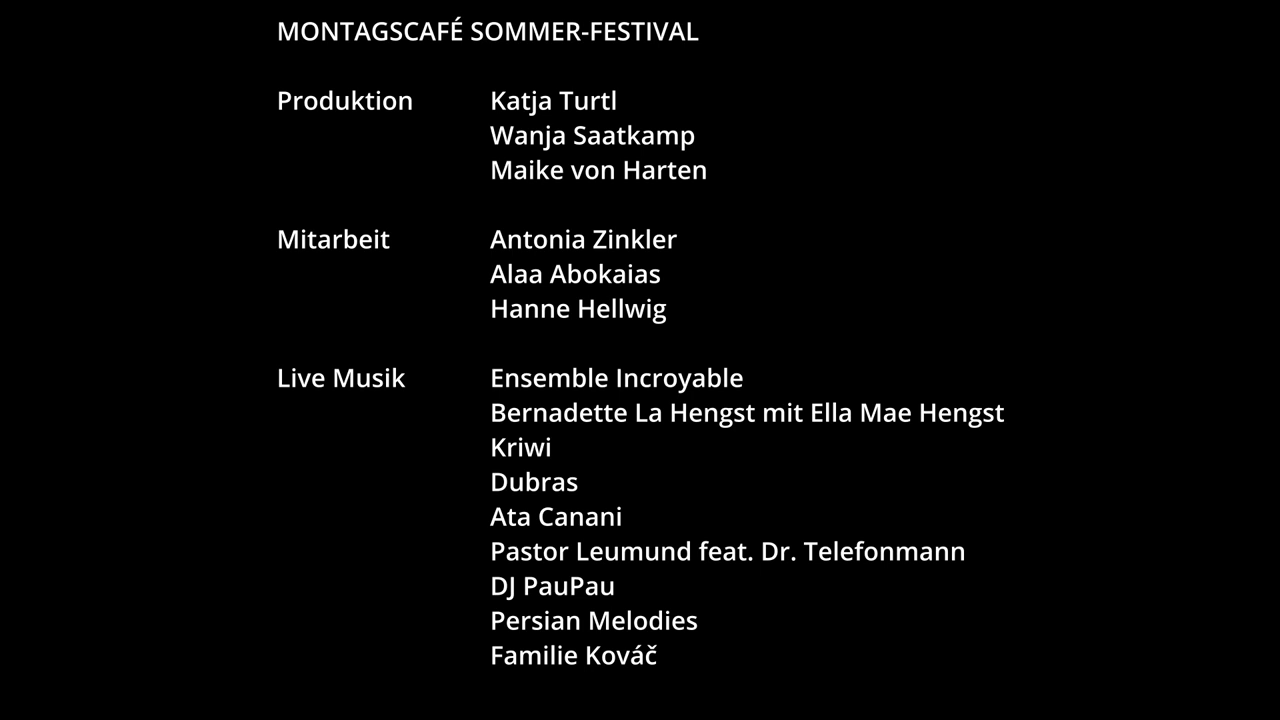 MONTAGSCAFÉ SOMMER-FESTIVAL
Produktion Katja Turtl
Wanja Saatkamp
Maike von Harten
Mitarbeit Antonia Zinkler
Alaa Abokaias
Hanne Hellwig
Live Musik Ensemble Incroyable
Bernadette La Hengst mit Ella Mae Hengst
Kriwi
Dubras
Ata Canani
Pastor Leumund feat. Dr. Telefonmann
DJ PauPau
Persian Melodies
Familie Kováč